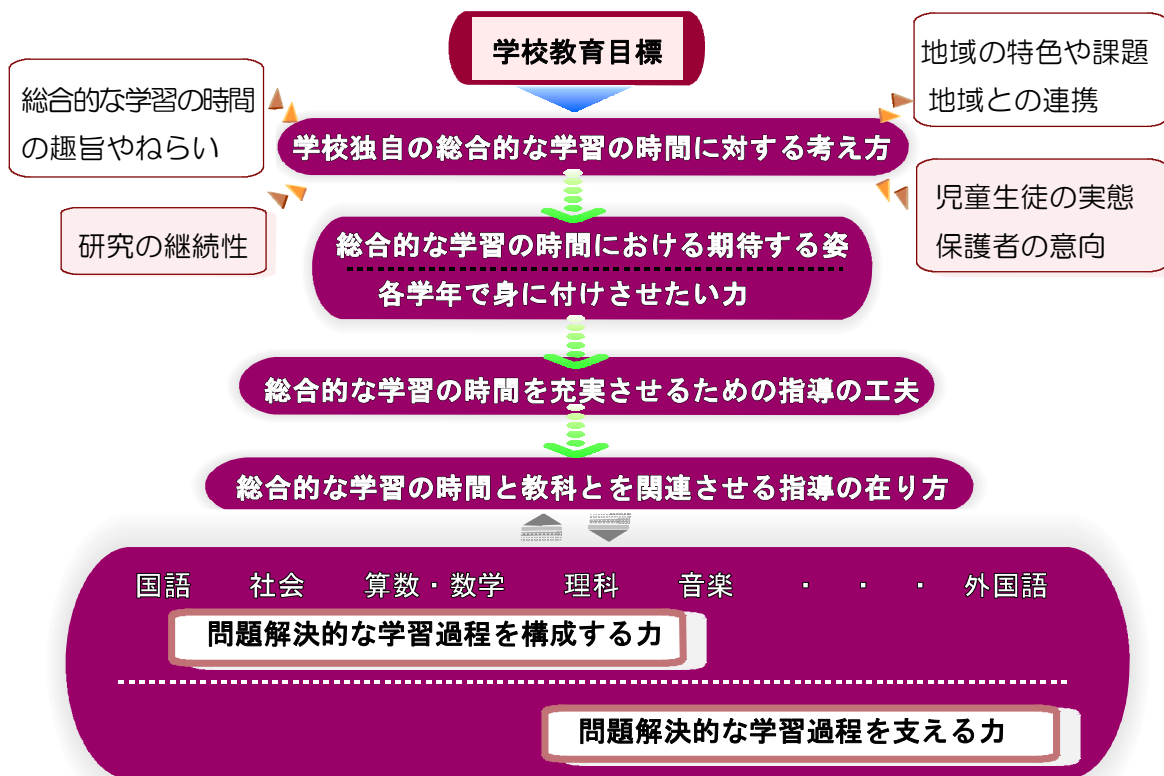 学校教育目標
総合的な学習の時間
の趣旨やねらい
地域の特色や課題
地域との連携
学校独自の総合的な学習の時間に対する考え方
研究の継続性
児童生徒の実態
保護者の意向
総合的な学習の時間における期待する姿
各学年で身に付けさせたい力
総合的な学習の時間を充実させるための指導の工夫
総合的な学習の時間と教科とを関連させる指導の在り方
国語 社会 算数・数学 理科 音楽 ・ ・ ・ 外国語
問題解決的な学習過程を構成する力
問題解決的な学習過程を支える力